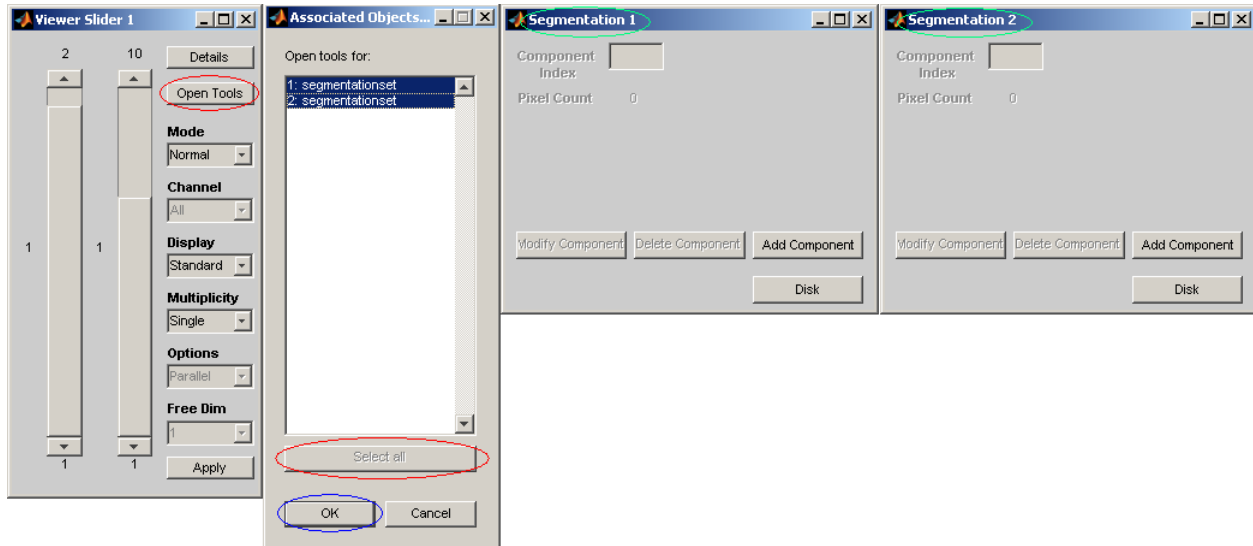 Viewer Slider 1
2
10
Details
Open Tools
Mode
Normal
Channel
All
Display
Standard
Multiplicity
Single
Options
Parallel
Free Dim
1
Apply
1
1
1
1
Associated Objects...
Open tools for:
1: segmentationset
2: segmentationset
Select all
OK
Cancel
Segmentation 1
Component
Index
Pixel Count 0
Modify Component
Delete Component
Add Component
Disk
Segmentation 2
Component
Index
Pixel Count 0
Modify Component
Delete Component
Add Component
Disk